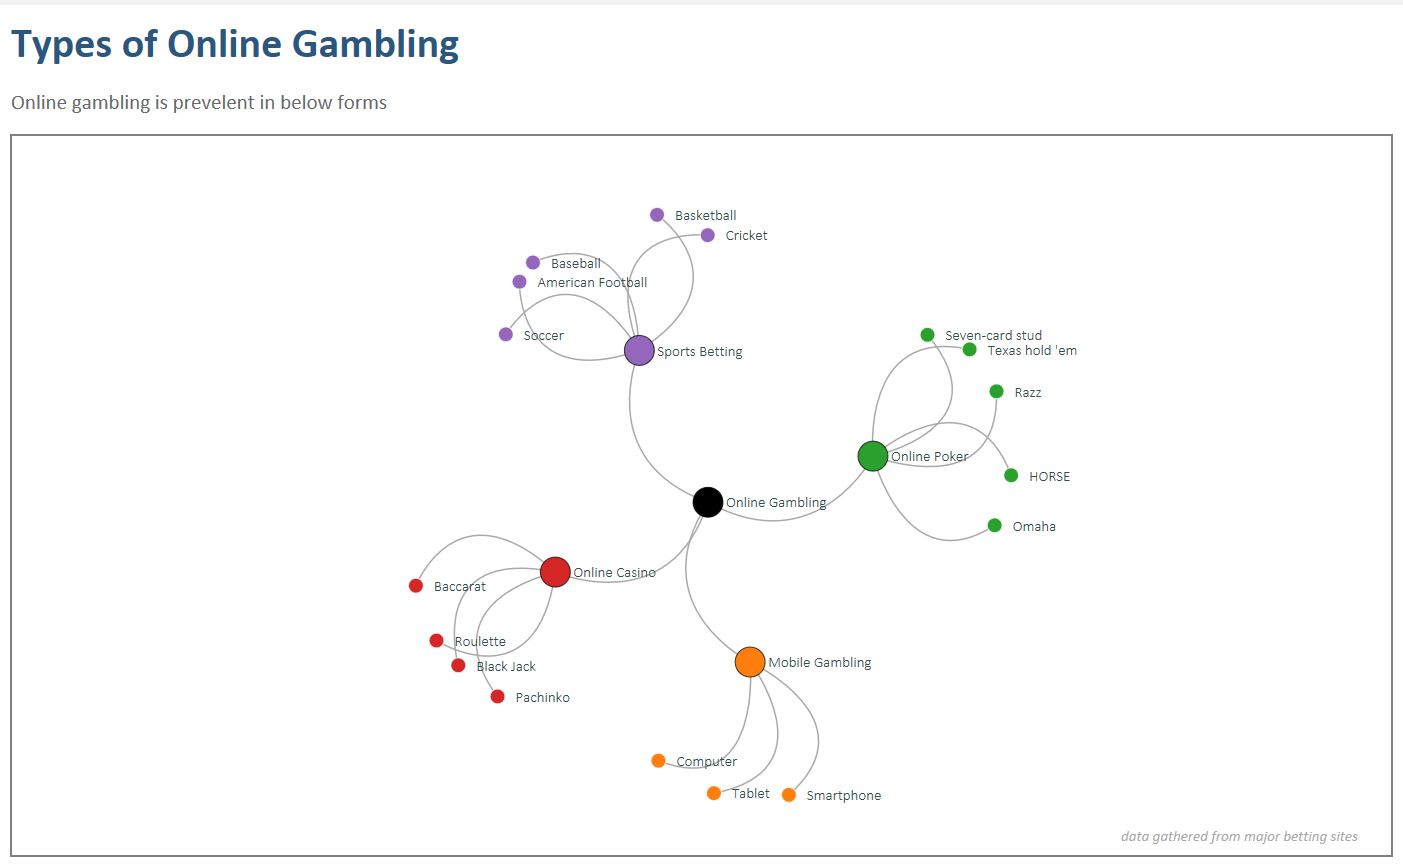 Types of Online Gambling
Online gambling is prevelent in below forms
Basketball
Cricket
Baseball
American Football
Soccer
Sports Betting
Seven-card stud
Texas hold 'em
Razz
Online Poker
HORSE
Omaha
Online Gambling
Online Casino
Baccarat
Roulette
Black Jack
Pachinko
Mobile Gambling
Computer
Tablet
Smartphone
data gathered from major betting sites